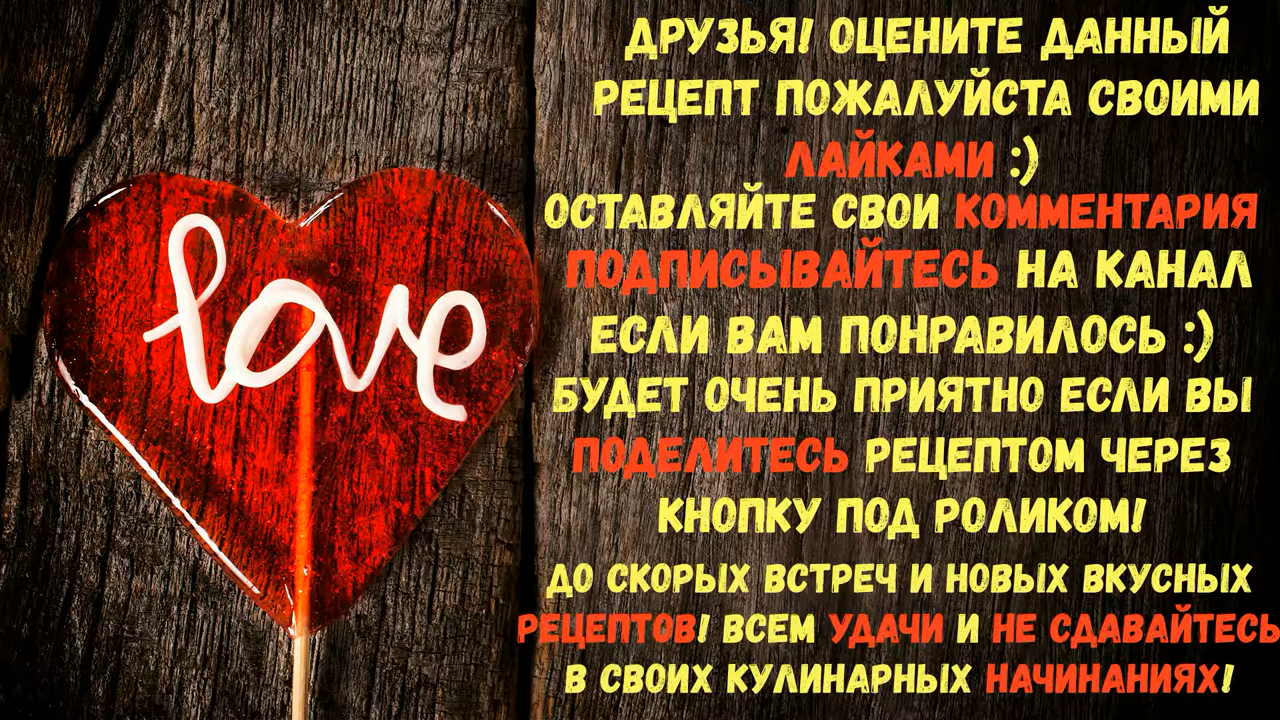 love
ДРУЗЬЯ! ОЦЕНИТЕ ДАННЫЙ
РЕЦЕПТ ПОЖАЛУЙСТА СВОИМИ
ЛАЙКАМИ :)
ОСТАВЛЯЙТЕ СВОИ КОММЕНТАРИЯ
ПОДПИСЫВАЙТЕСЬ НА КАНАЛ
ЕСЛИ ВАМ ПОНРАВИЛОСЬ :)
БУДЕТ ОЧЕНЬ ПРИЯТНО ЕСЛИ ВЫ
ПОДЕЛИТЕСЬ РЕЦЕПТОМ ЧЕРЕЗ
КНОПКУ ПОД РОЛИКОМ!
ДО СКОРЫХ ВСТРЕЧ И НОВЫХ ВКУСНЫХ
РЕЦЕПТОВ! ВСЕМ УДАЧИ И НЕ СДАВАЙТЕСЬ
В СВОИХ КУЛИНАРНЫХ НАЧИНАНИЯХ!